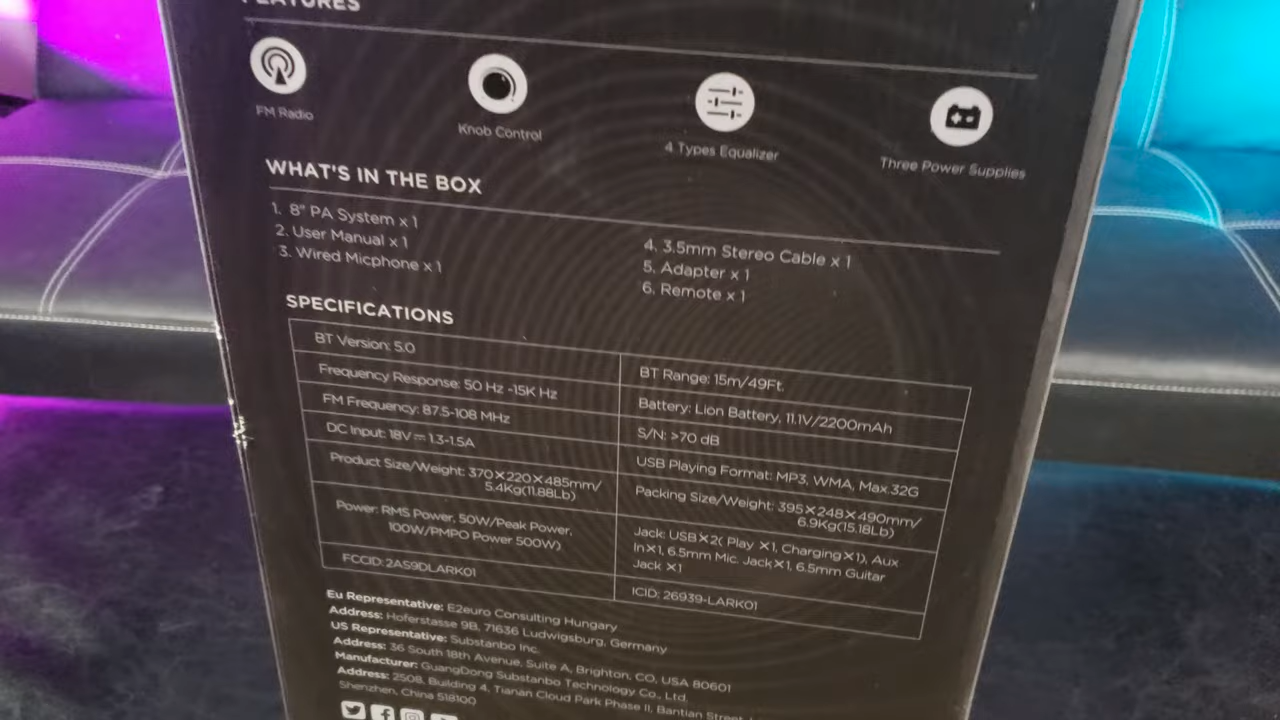 FEATURES
FM Radio
Knob Control
4 Types Equalizer
Three Power Supplies
WHAT'S IN THE BOX
1. 8" PA System x 1
2. User Manual x 1
3. Wired Micphone x 1
4. 3.5mm Stereo Cable x 1
5. Adapter x 1
6. Remote x 1
SPECIFICATIONS
BT Version: 5.0
BT Range: 15m/49Ft.
Frequency Response: 50 Hz -15K Hz
Battery: Lion Battery, 11.1V/2200mAh
FM Frequency: 87.5-108 MHz
S/N: >70 dB
DC Input: 18V⎓1.3-1.5A
USB Playing Format: MP3, WMA, Max 32G
Product Size/Weight: 370×220×485mm/
5.4Kg(11.88Lb)
Packing Size/Weight: 395×248×490mm/
6.9Kg(15.18Lb)
Power: RMS Power, 50W/Peak Power,
100W/PMPO Power 500W)
Jack: USB×2( Play ×1, Charging×1), Aux
In×1, 6.5mm Mic. Jack×1, 6.5mm Guitar
Jack ×1
FCCID: 2AS9DLARK01
ICID: 26939-LARK01
Eu Representative: E2euro Consulting Hungary
Address: Hoferstasse 9B, 71636 Ludwigsburg, Germany
US Representative: Substanbo Inc.
Address: 36 South 18th Avenue, Suite A, Brighton, CO, USA 80601
Manufacturer: GuangDong Substanbo Technology Co., Ltd
Address: 2508, Building 4, Tianan Cloud Park Phase II, Bantian Street,
Shenzhen, China 518100